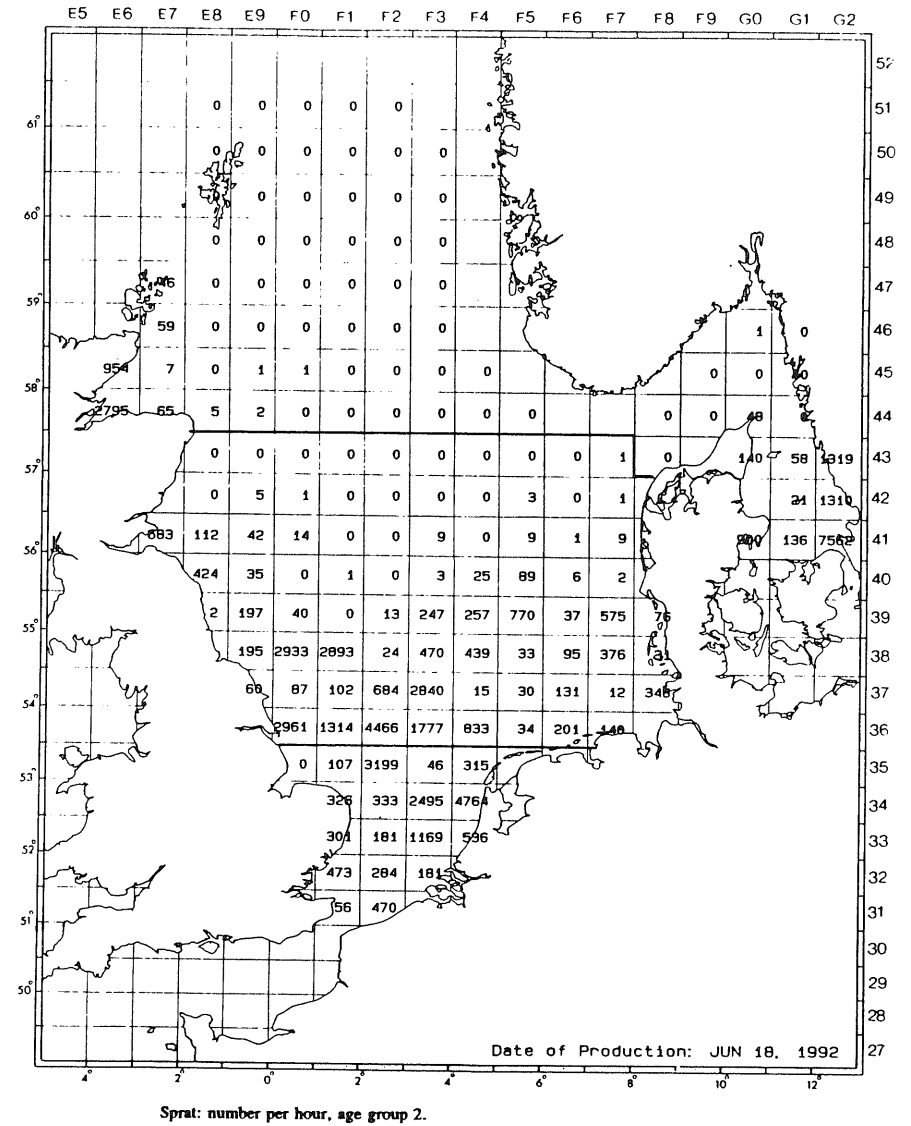 E5 E6 E7 E8 E9 F0 F1 F2 F3 F4 F5 F6 F7 F8 F9 G0 G1 G2
52
0 0 0 0 0 51
61°
0 0 0 0 0 0 50
0 0 0 0 0 49
60°
0 0 0 0 0 0 48
46 0 0 0 0 0 0 47
59°
59 0 0 0 0 0 0 1 0 46
954 7 0 1 1 0 0 0 0 0 0 0 45
58°
2795 65 5 2 0 0 0 0 0 0 0 0 48 44
0 0 0 0 0 0 0 0 0 1 0 140 58 1319 43
57°
0 5 1 0 0 0 0 3 0 1 21 1310 42
683 112 42 14 0 0 9 0 9 1 9 136 7562 41
56°
424 35 0 1 0 3 25 89 6 2 40
2 197 40 0 13 247 257 770 37 575 76 39
55°
195 2933 2893 24 470 439 33 95 376 31 38
60 87 102 684 2840 15 30 131 12 348 37
54°
2961 1314 4466 1777 833 34 201 148 36
0 107 3199 46 315 35
53°
326 333 2495 4764 34
301 181 1169 536 33
52°
473 284 181 32
56 470 31
51°
30
29
50°
28
Date of Production: JUN 18, 1992 27
4° 2° 0° 2° 4° 6° 8° 10° 12°
Sprat: number per hour, age group 2.